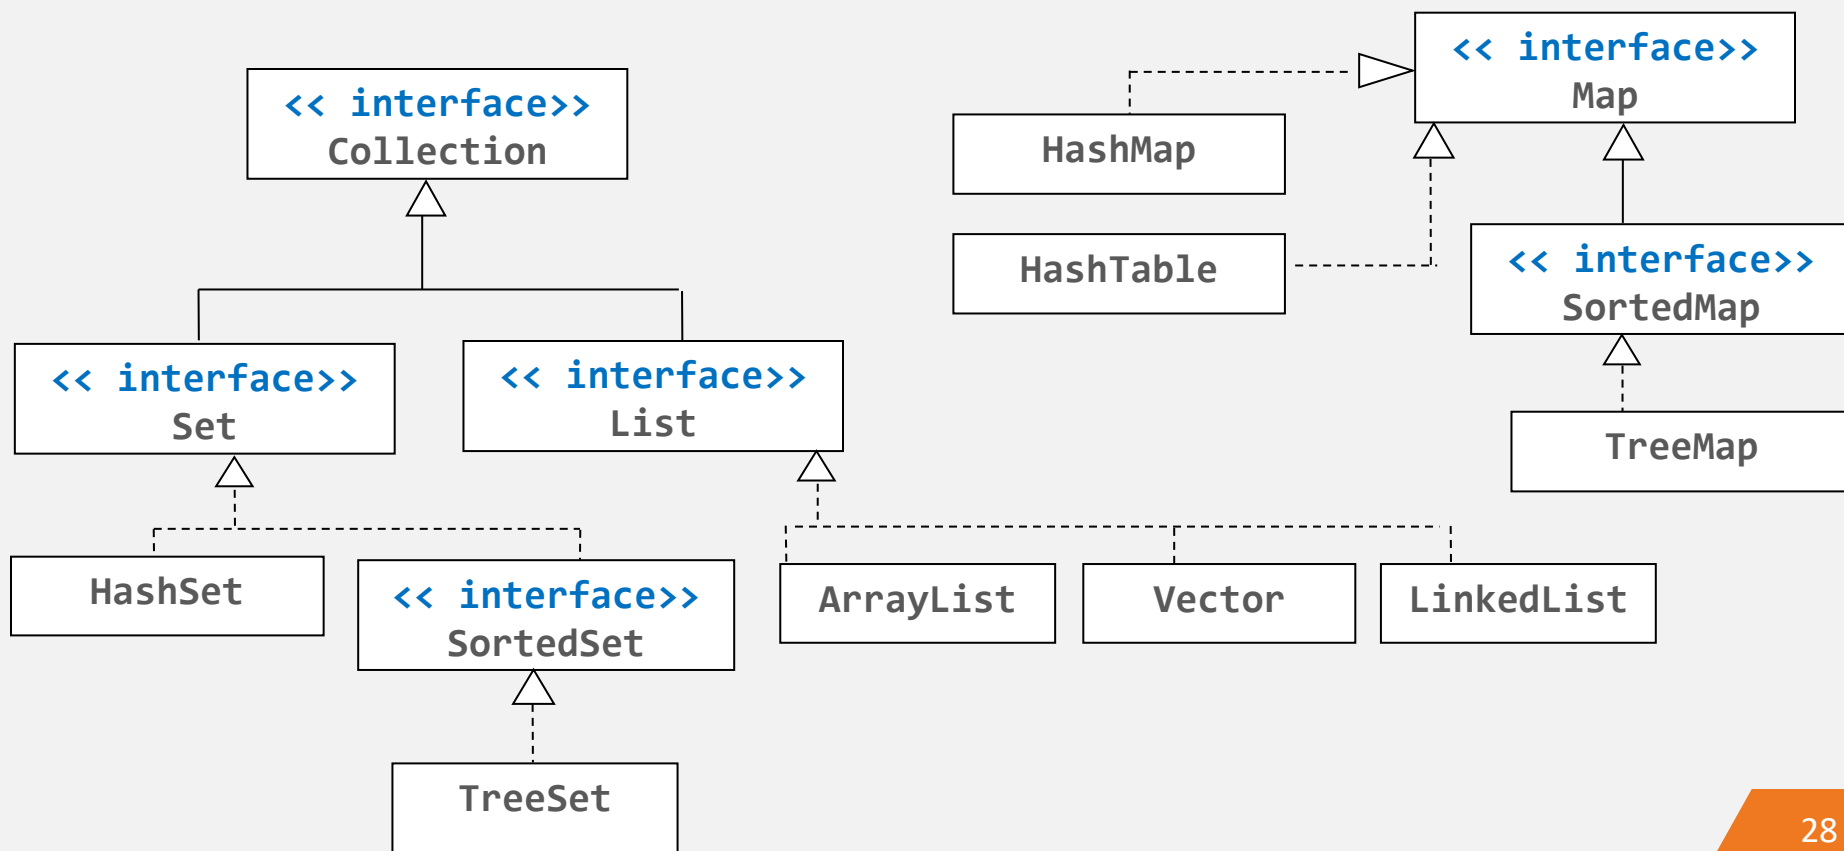 << interface>>
Collection
<< interface>>
Set
<< interface>>
List
HashSet
<< interface>>
SortedSet
TreeSet
ArrayList
Vector
LinkedList
<< interface>>
Map
HashMap
HashTable
<< interface>>
SortedMap
TreeMap
28